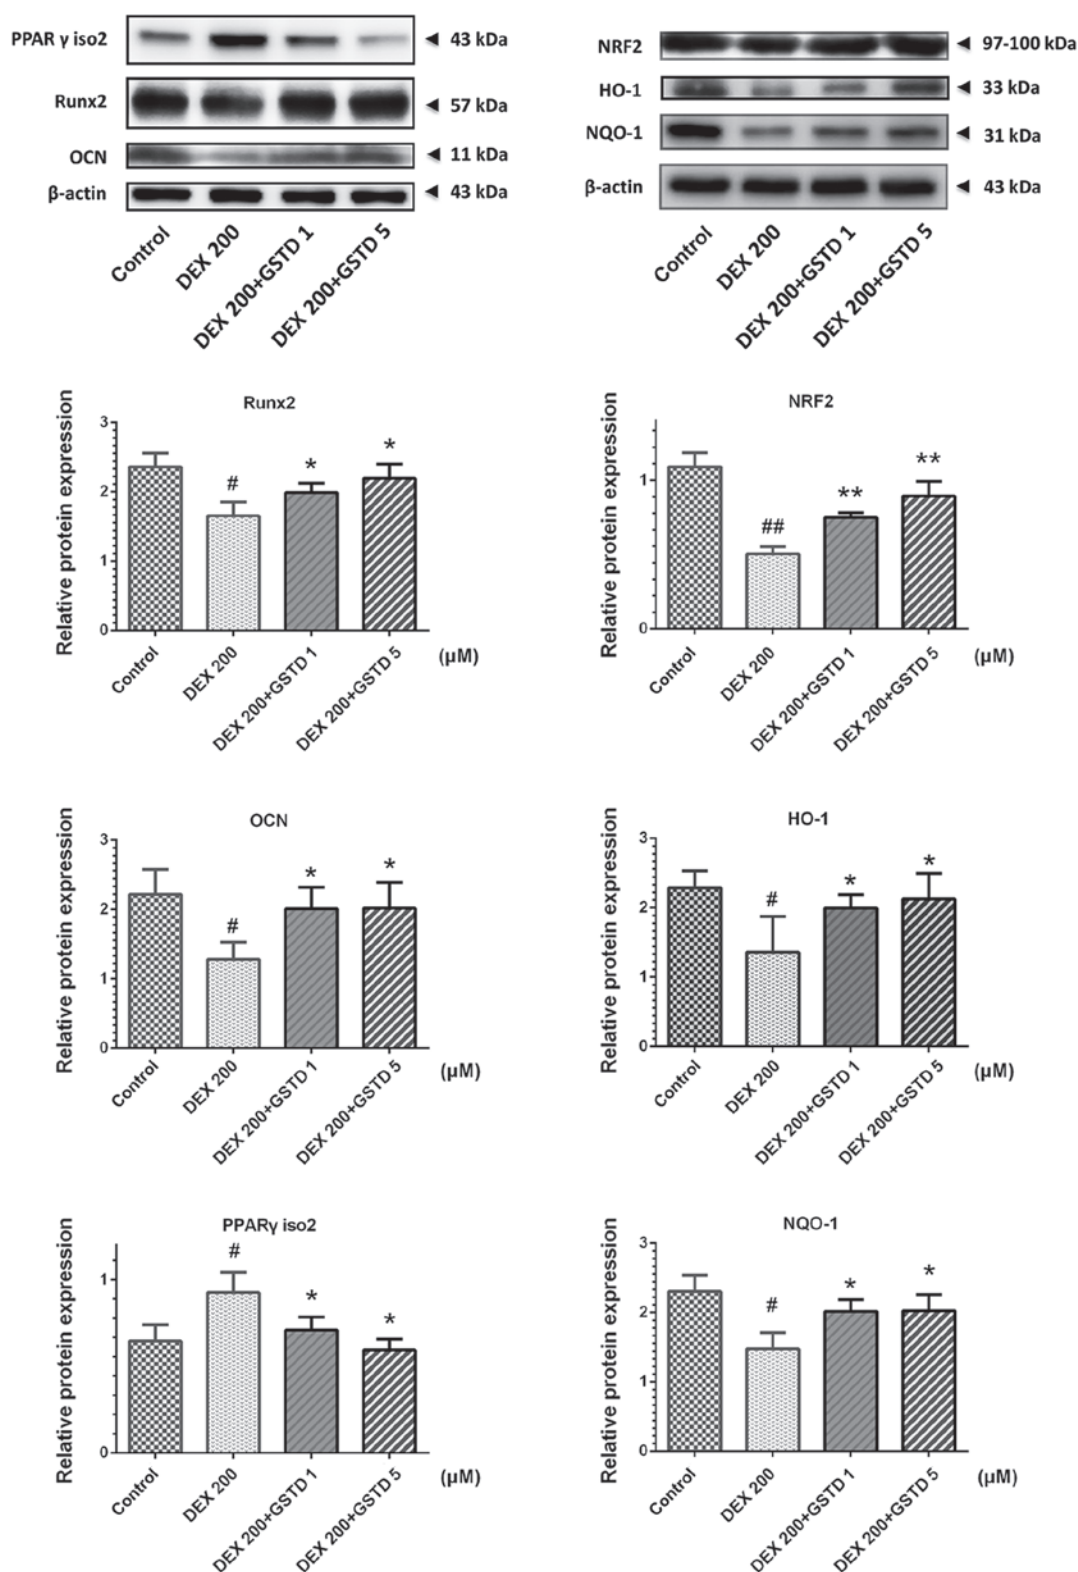 PPAR γ iso2
43 kDa
Runx2
57 kDa
OCN
11 kDa
β-actin
43 kDa
Control
DEX 200
DEX 200+GSTD 1
DEX 200+GSTD 5
NRF2
97-100 kDa
HO-1
33 kDa
NQO-1
31 kDa
β-actin
43 kDa
Control
DEX 200
DEX 200+GSTD 1
DEX 200+GSTD 5
Runx2
Relative protein expression
3
2
1
0
#
*
*
Control
DEX 200
DEX 200+GSTD 1
DEX 200+GSTD 5
(µM)
NRF2
Relative protein expression
1
0
##
**
**
Control
DEX 200
DEX 200+GSTD 1
DEX 200+GSTD 5
(µM)
OCN
Relative protein expression
3
2
1
0
#
*
*
Control
DEX 200
DEX 200+GSTD 1
DEX 200+GSTD 5
(µM)
HO-1
Relative protein expression
3
2
1
0
#
*
*
Control
DEX 200
DEX 200+GSTD 1
DEX 200+GSTD 5
(µM)
PPARγ iso2
Relative protein expression
1
0
#
*
*
Control
DEX 200
DEX 200+GSTD 1
DEX 200+GSTD 5
(µM)
NQO-1
Relative protein expression
3
2
1
0
#
*
*
Control
DEX 200
DEX 200+GSTD 1
DEX 200+GSTD 5
(µM)